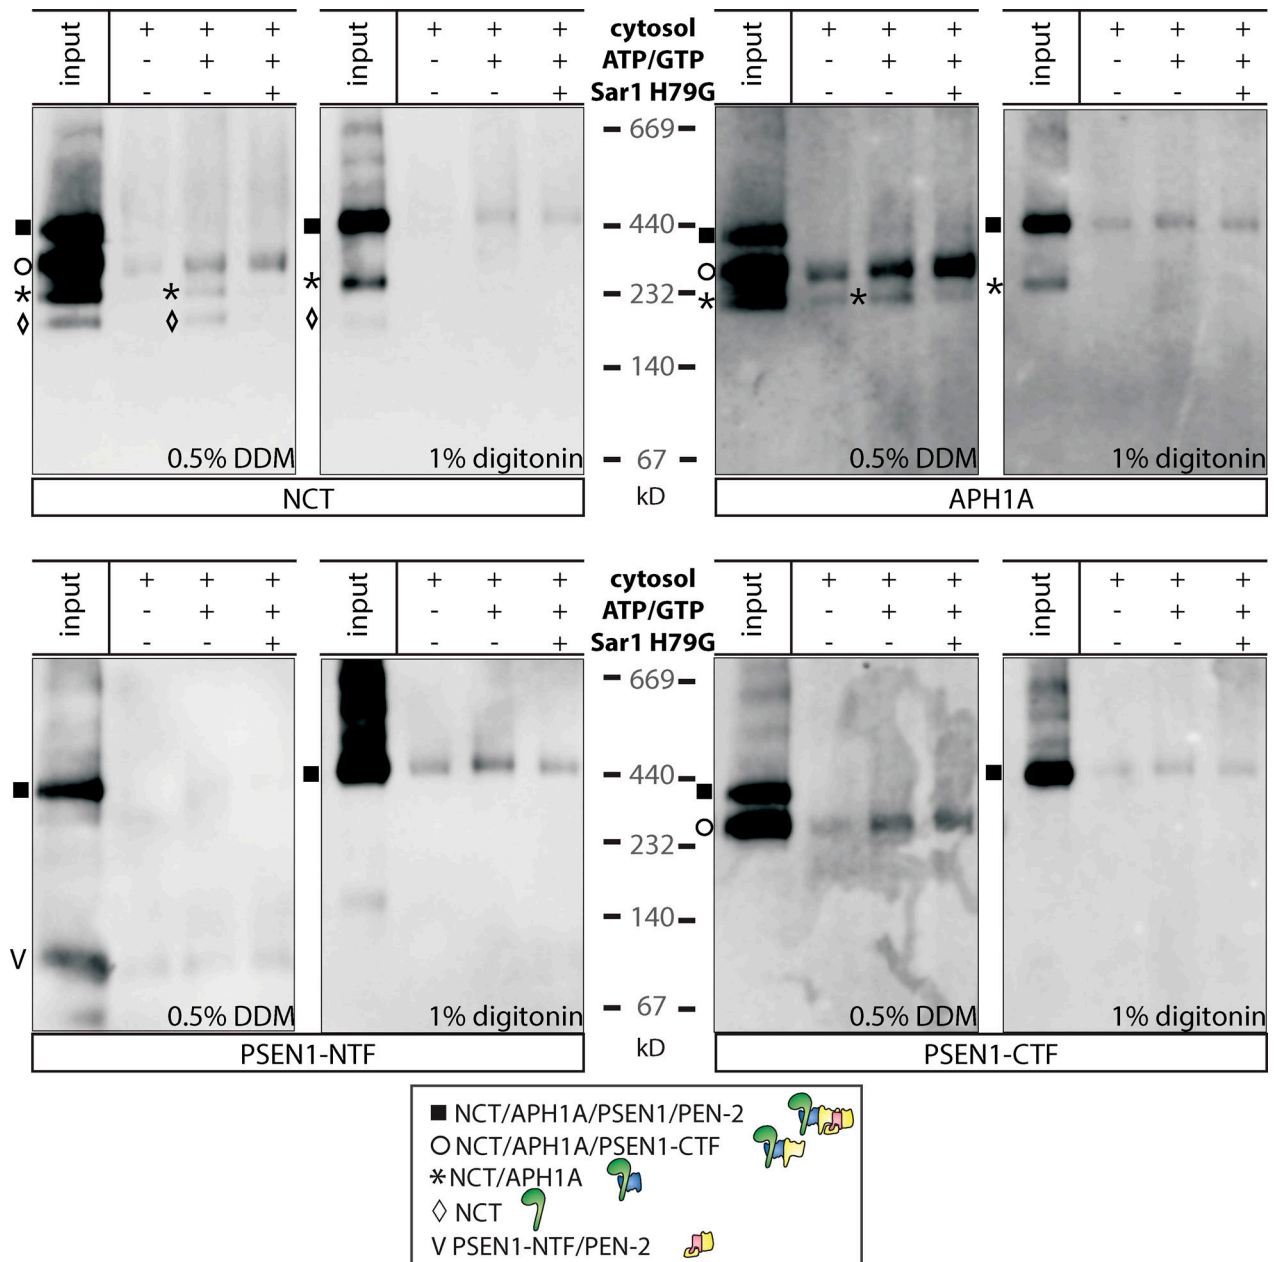 input + + + input + + + cytosol input + + + input + + +
- + + - + + ATP/GTP - + + - + +
- - + - - + Sar1 H79G - - + - - +
669
■ ■ 440 ■ ■
○ * * * 232 ○ * * *
◊ ◊ ◊
140
0.5% DDM 1% digitonin 67 0.5% DDM 1% digitonin
NCT kD APH1A
input + + + input + + + cytosol input + + + input + + +
- + + - + + ATP/GTP - + + - + +
- - + - - + Sar1 H79G - - + - - +
669
■ ■ 440 ■ ■
232 ○
140
V
0.5% DDM 1% digitonin 67 0.5% DDM 1% digitonin
PSEN1-NTF kD PSEN1-CTF
■ NCT/APH1A/PSEN1/PEN-2
○ NCT/APH1A/PSEN1-CTF
* NCT/APH1A
◊ NCT
V PSEN1-NTF/PEN-2